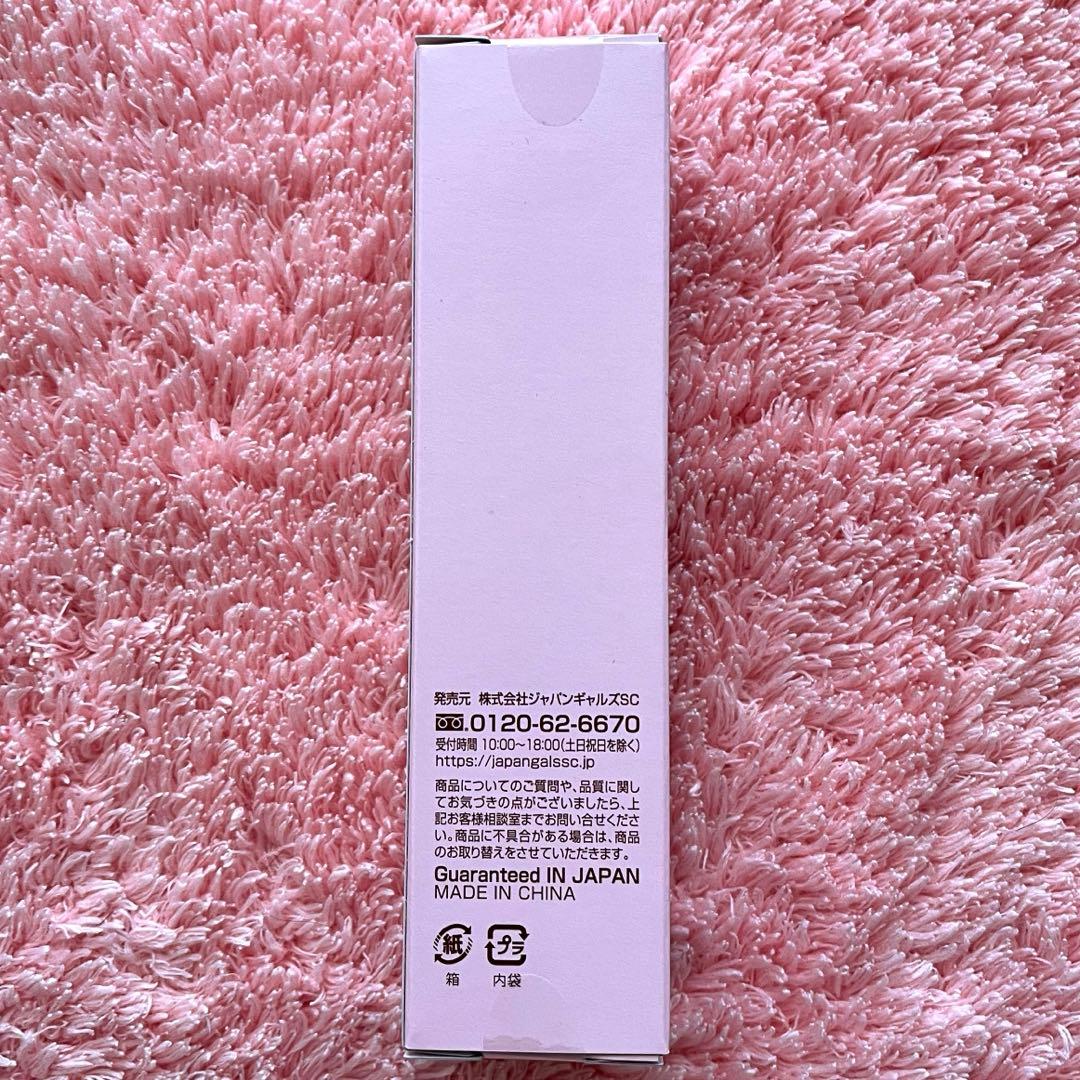 発売元 株式会社ジャパンギャルズSC
.0120-62-6670
受付時間 10:00～18:00(土日祝日を除く)
https://japangalssc.jp
商品についてのご質問や、品質に関し
てお気づきの点がございましたら、上
記お客様相談室までお問い合せくださ
い。商品に不具合がある場合は、商品
のお取り替えをさせていただきます。
Guaranteed IN JAPAN
MADE IN CHINA
紙 プラ
箱 内袋